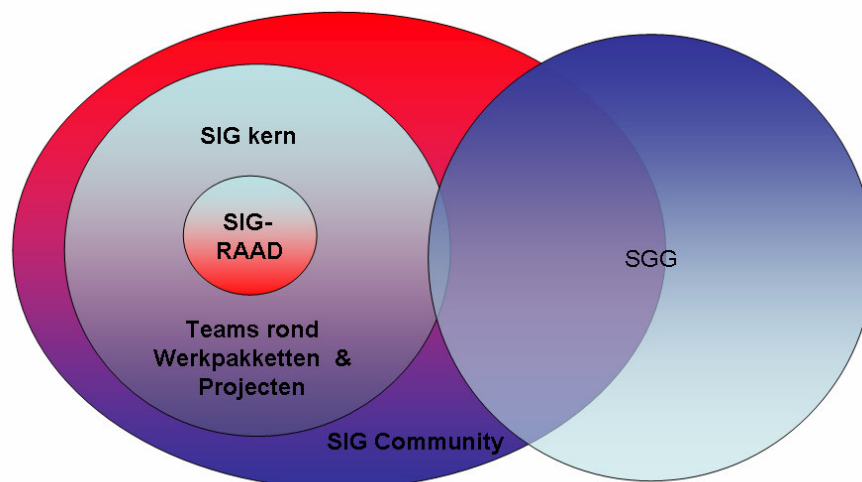 SIG kern
SIG-
RAAD
SGG
Teams rond
Werkpakketten &
Projecten
SIG Community